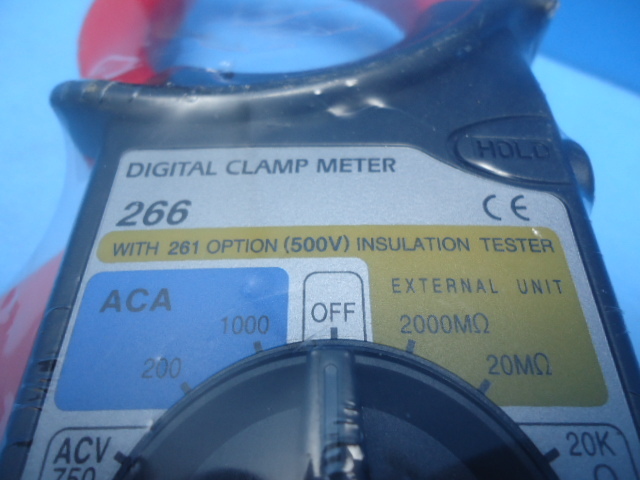 HOLD
DIGITAL CLAMP METER
266 CE
WITH 261 OPTION (500V) INSULATION TESTER
ACA
OFF
EXTERNAL UNIT
1000
2000MΩ
200
20MΩ
ACV
750
20K
Ω